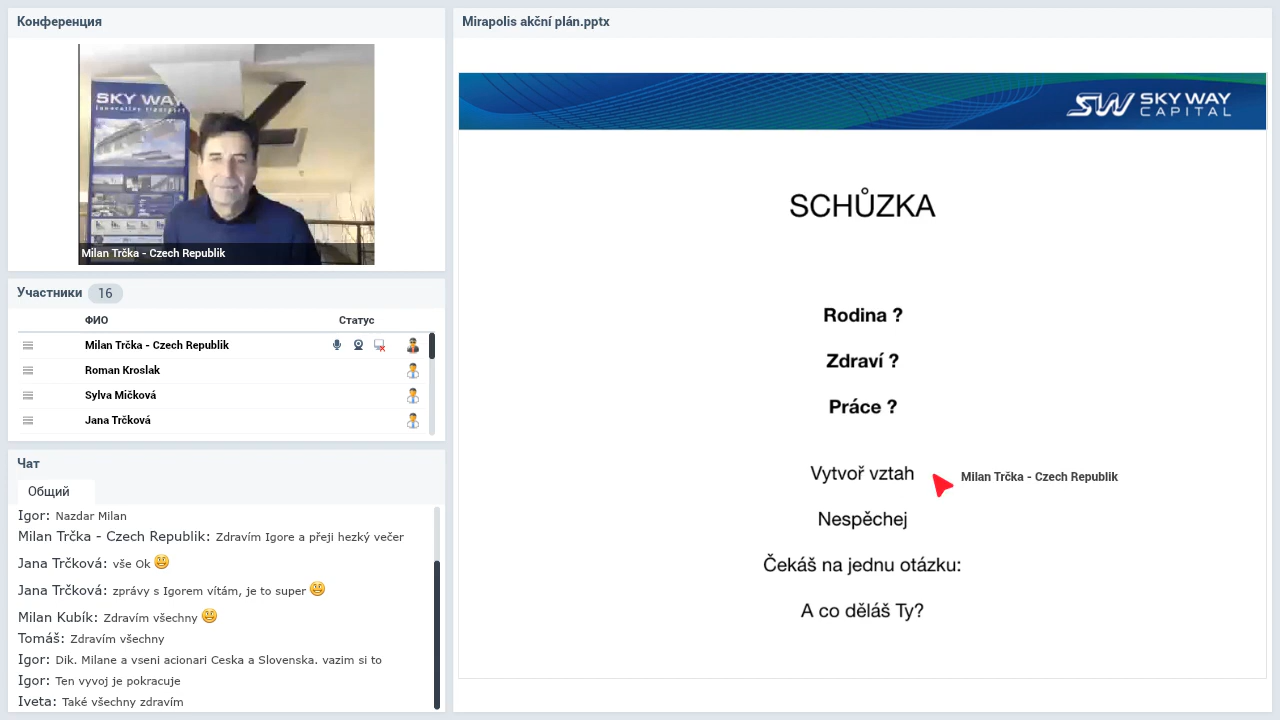 Конференция
SKY WAY
Milan Trčka - Czech Republik
Участники 16
ФИО Статус
Milan Trčka - Czech Republik
Roman Kroslak
Sylva Mičková
Jana Trčková
Чат
Общий
Igor: Nazdar Milan
Milan Trčka - Czech Republik: Zdravím Igore a přeji hezký večer
Jana Trčková: vše Ok
Jana Trčková: zprávy s Igorem vítám, je to super
Milan Kubík: Zdravím všechny
Tomáš: Zdravím všechny
Igor: Dik. Milane a vseni acionari Ceska a Slovenska. vazim si to
Igor: Ten vyvoj je pokracuje
Iveta: Také všechny zdravím
Mirapolis akční plán.pptx
SW SKY WAY
CAPITAL
SCHŮZKA
Rodina ?
Zdraví ?
Práce ?
Vytvoř vztah
Milan Trčka - Czech Republik
Nespěchej
Čekáš na jednu otázku:
A co děláš Ty?